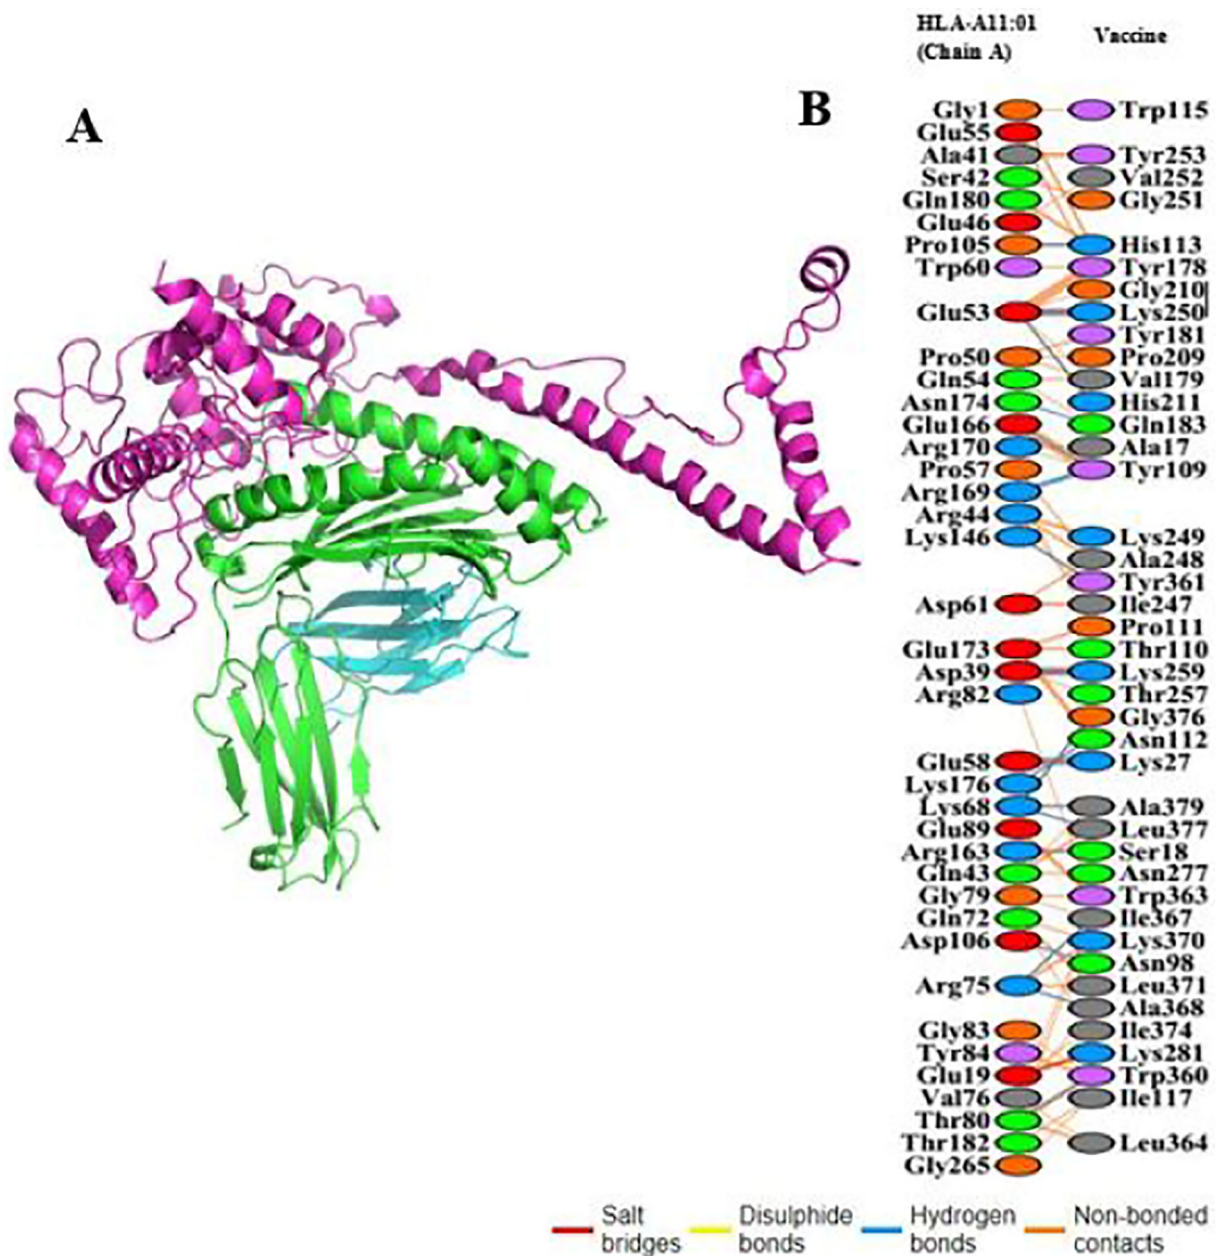 HLA-A11:01
(Chain A)
Vaccine
A
B
Gly1 Trp115
Glu55
Ala41 Tyr253
Ser42 Val252
Gln180 Gly251
Glu46
Pro105 His113
Trp60 Tyr178
Gly210
Glu53 Lys250
Tyr181
Pro50 Pro209
Gln54 Val179
Asn174 His211
Glu166 Gln183
Arg170 Ala17
Pro57 Tyr109
Arg169
Arg44
Lys146 Lys249
Ala248
Tyr361
Asp61 Ile247
Pro111
Glu173 Thr110
Asp39 Lys259
Arg82 Thr257
Gly376
Asn112
Glu58 Lys27
Lys176
Lys68 Ala379
Glu89 Leu377
Arg163 Ser18
Gln43 Asn277
Gly79 Trp363
Gln72 Ile367
Asp106 Lys370
Asn98
Arg75 Leu371
Ala368
Gly83 Ile374
Tyr84 Lys281
Glu19 Trp360
Val76 Ile117
Thr80
Thr182 Leu364
Gly265
Salt bridges
Disulphide bonds
Hydrogen bonds
Non-bonded contacts